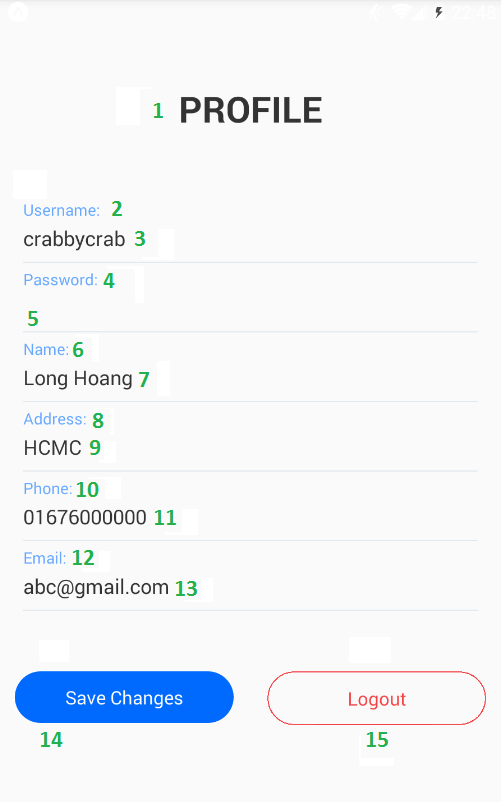 22:48
1 PROFILE
Username: 2
crabbycrab 3
Password: 4
5
Name: 6
Long Hoang 7
Address: 8
HCMC 9
Phone: 10
01676000000 11
Email: 12
abc@gmail.com 13
Save Changes Logout
14 15